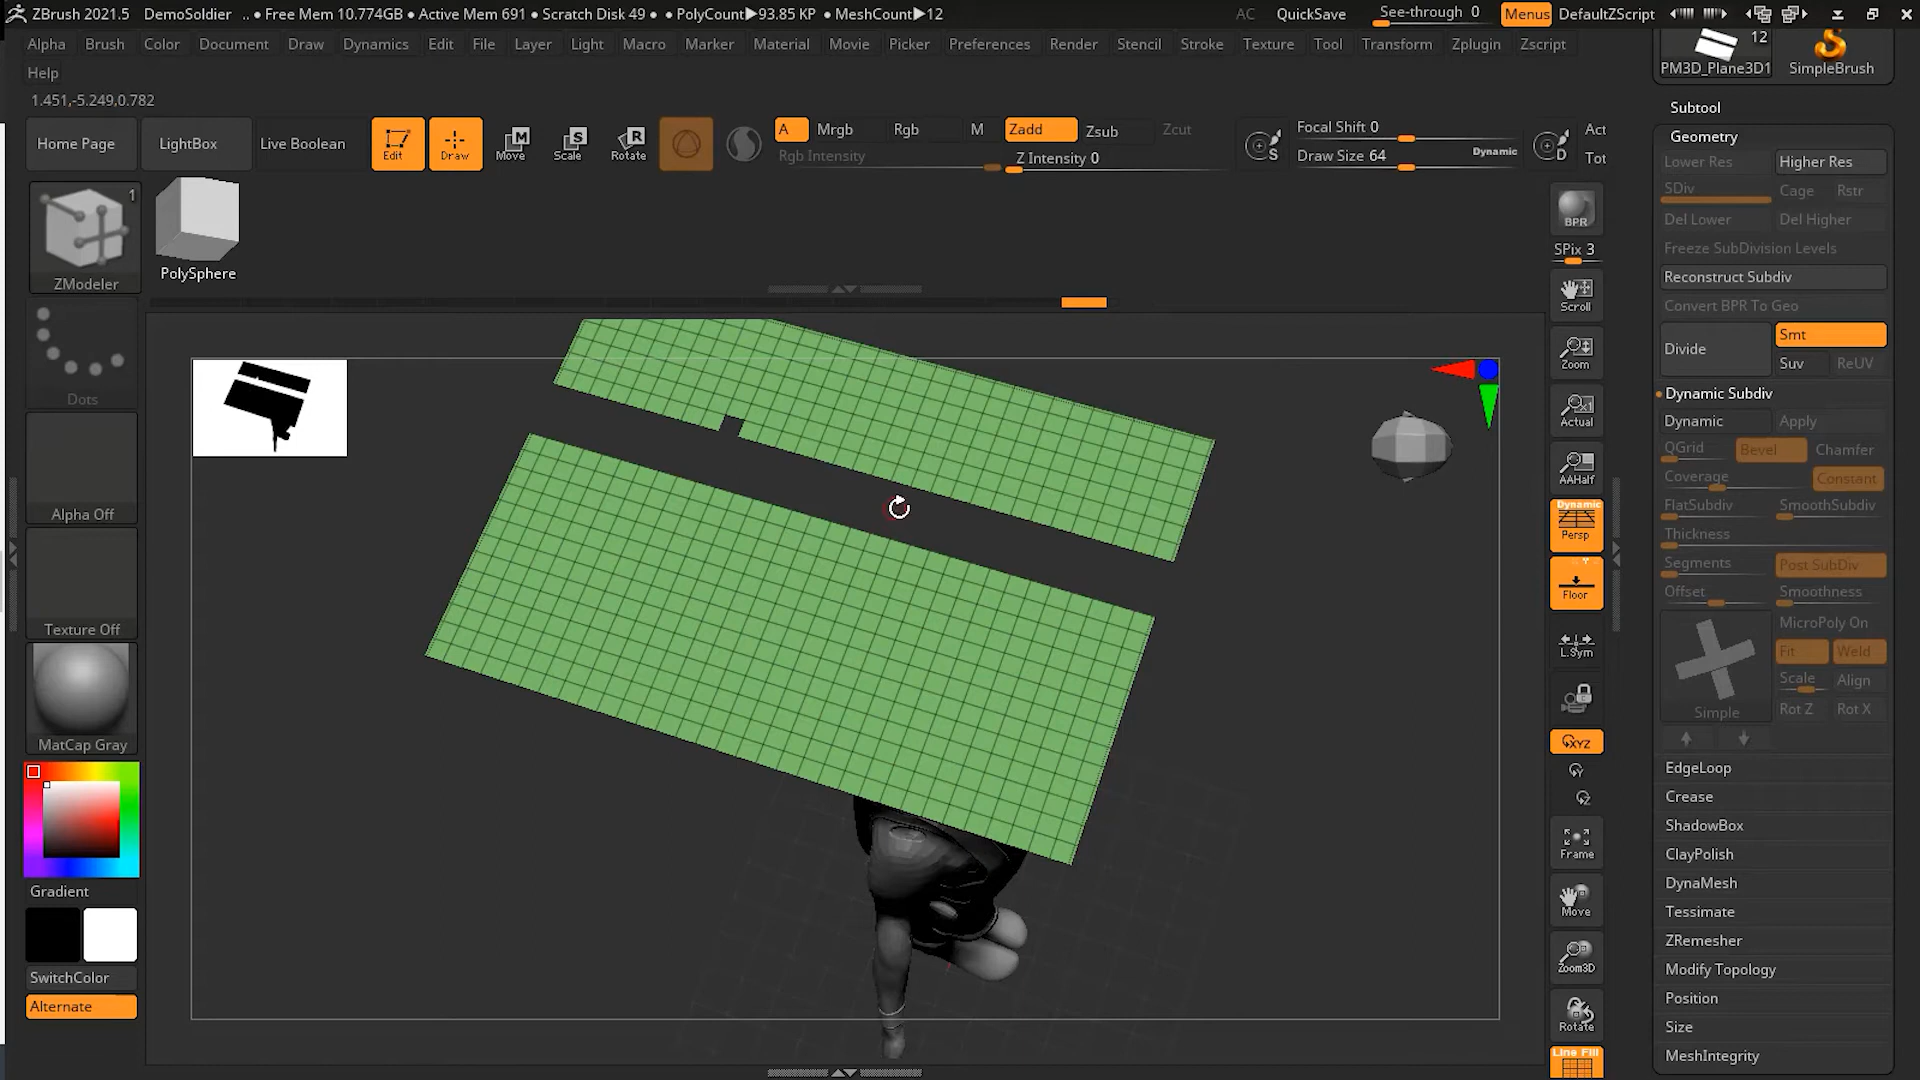 ZBrush 2021.5 DemoSoldier .. ● Free Mem 10.774GB ● Active Mem 691 ● Scratch Disk 49 ● ● PolyCount▶93.85 KP ● MeshCount▶12 AC QuickSave See-through 0 Menus DefaultZScript
Alpha Brush Color Document Draw Dynamics Edit File Layer Light Macro Marker Material Movie Picker Preferences Render Stencil Stroke Texture Tool Transform Zplugin Zscript
Help
1.451,-5.249,0.782
Home Page LightBox Live Boolean Edit Draw Move Scale Rotate
M S R
A Mrgb Rgb M Zadd Zsub Zcut
Rgb Intensity Z Intensity 0
S Focal Shift 0
Draw Size 64 Dynamic D
Act
Tot
1
ZModeler
PolySphere
Dots
Alpha Off
Texture Off
MatCap Gray
Gradient
SwitchColor
Alternate
BPR
SPix 3
Scroll
Zoom
Actual
AAHalf
Dynamic
Persp
Floor
L.Sym
XYZ
Y
Z
Frame
Move
Zoom3D
Rotate
Line Fill
12
PM3D_Plane3D1 SimpleBrush
Subtool
Geometry
Lower Res Higher Res
SDiv Cage Rstr
Del Lower Del Higher
Freeze SubDivision Levels
Reconstruct Subdiv
Convert BPR To Geo
Divide Smt
Suv ReUV
Dynamic Subdiv
Dynamic Apply
QGrid Bevel Chamfer
Coverage Constant
FlatSubdiv SmoothSubdiv
Thickness
Segments Post SubDiv
Offset Smoothness
MicroPoly On
Fit Weld
Scale Align
Simple Rot Z Rot X
EdgeLoop
Crease
ShadowBox
ClayPolish
DynaMesh
Tessimate
ZRemesher
Modify Topology
Position
Size
MeshIntegrity